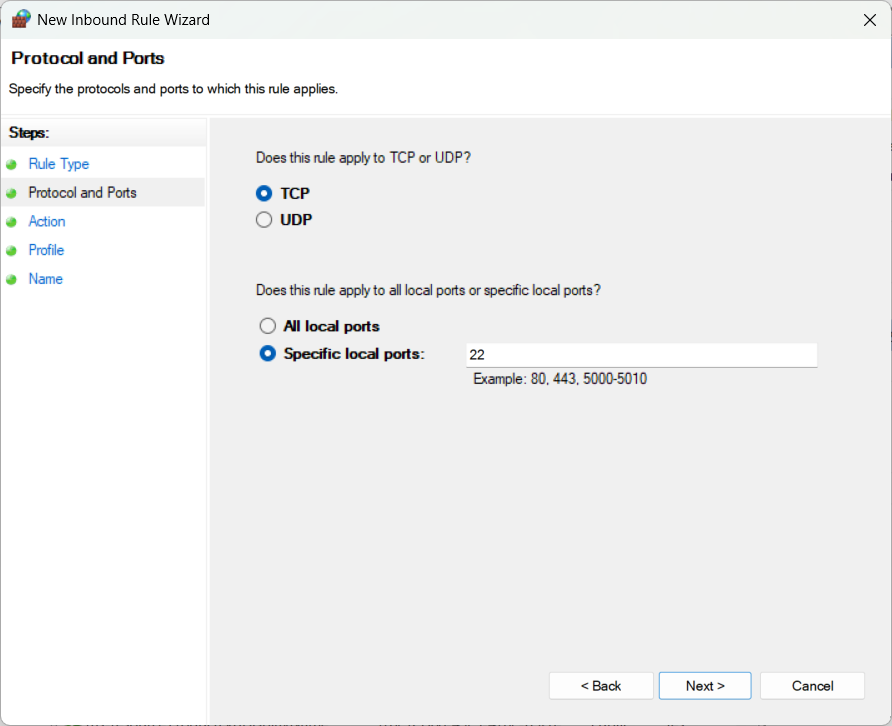 New Inbound Rule Wizard
Protocol and Ports
Specify the protocols and ports to which this rule applies.
Steps:
Rule Type
Protocol and Ports
Action
Profile
Name
Does this rule apply to TCP or UDP?
TCP
UDP
Does this rule apply to all local ports or specific local ports?
All local ports
Specific local ports: 22
Example: 80, 443, 5000-5010
< Back Next > Cancel